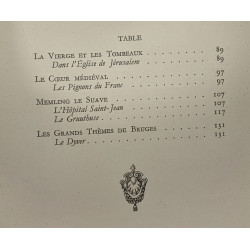 TABLE
LA VIERGE ET LES TOMBEAUX . . . . . . 89
Dans l'Église de Jérusalem . . . . . . 89
LE CŒUR MÉDIÉVAL . . . . . . . . . 97
Les Pignons du Franc . . . . . . . . 97
MEMLING LE SUAVE . . . . . . . . . 107
L'Hôpital Saint-Jean . . . . . . . . 107
Le Gruuthuse . . . . . . . . . . . 117
LES GRANDS THÈMES DE BRUGES . . . . . 131
Le Dyver . . . . . . . . . . . . 131